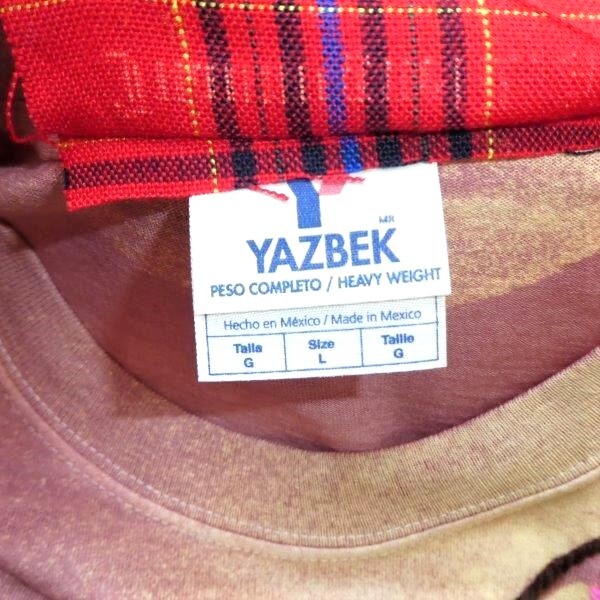 MR
YAZBEK
PESO COMPLETO / HEAVY WEIGHT
Hecho en México / Made in Mexico
Talla Size Taille
G L G